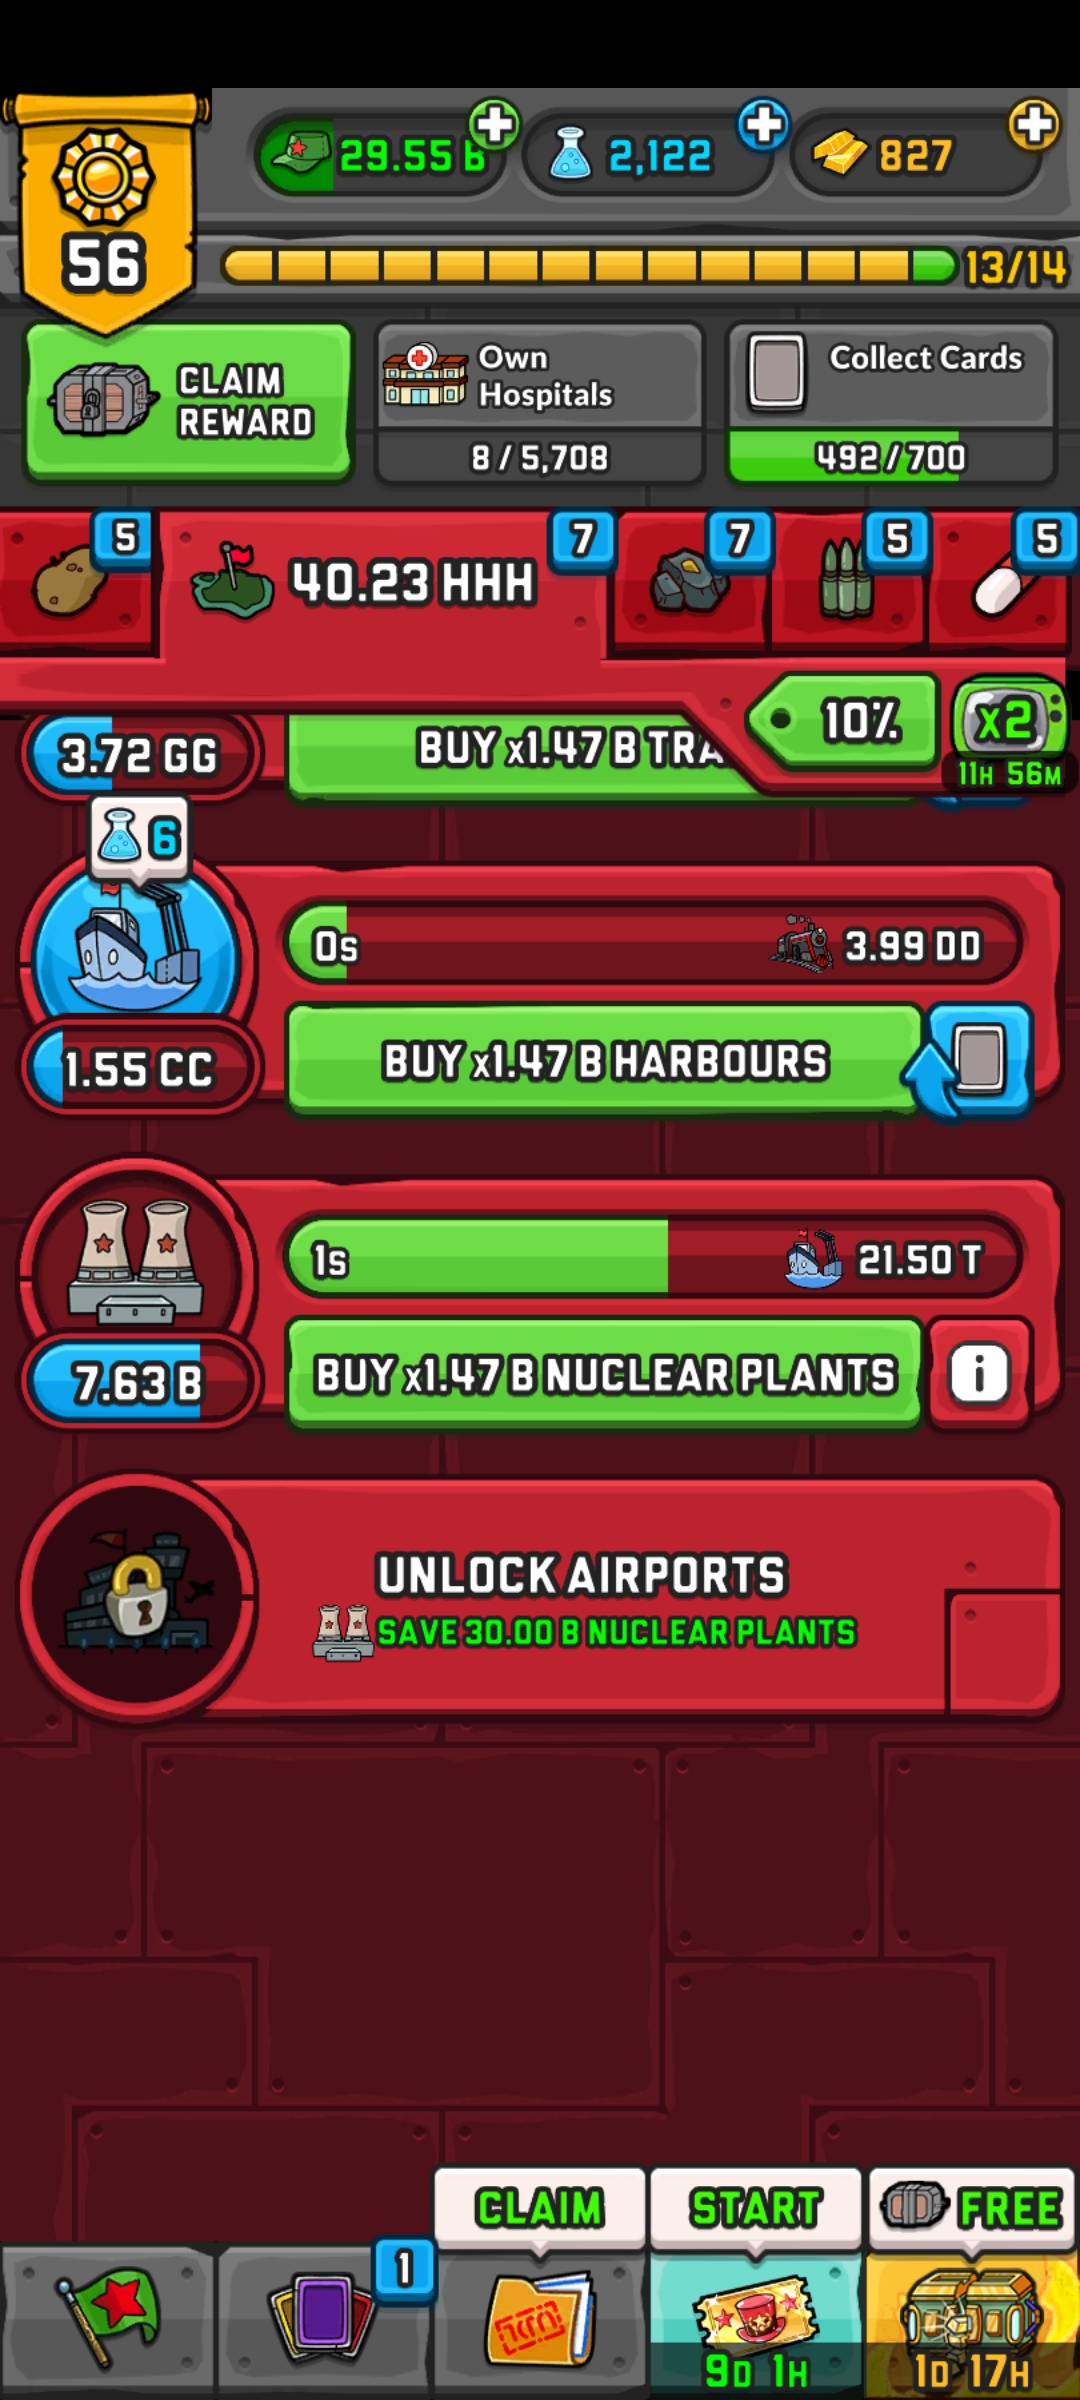 29.55 B
2,122
827
56
13/14
CLAIM
REWARD
Own
Hospitals
8 / 5,708
Collect Cards
492 / 700
5
40.23 HHH
7
7
5
5
10%
x2
11H 56M
3.72 GG
BUY x1.47 B TRA
6
0s
3.99 DD
1.55 CC
BUY x1.47 B HARBOURS
1s
21.50 T
7.63 B
BUY x1.47 B NUCLEAR PLANTS
i
UNLOCK AIRPORTS
SAVE 30.00 B NUCLEAR PLANTS
CLAIM
START
FREE
1
9D 1H
1D 17H